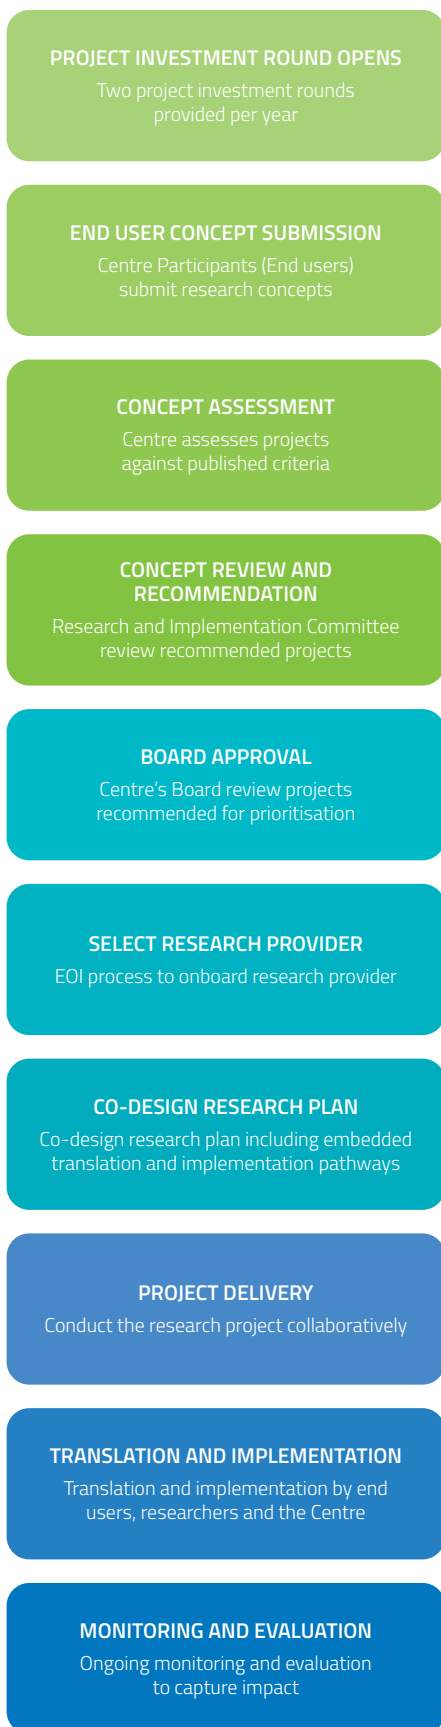 PROJECT INVESTMENT ROUND OPENS
Two project investment rounds
provided per year
END USER CONCEPT SUBMISSION
Centre Participants (End users)
submit research concepts
CONCEPT ASSESSMENT
Centre assesses projects
against published criteria
CONCEPT REVIEW AND
RECOMMENDATION
Research and Implementation Committee
review recommended projects
BOARD APPROVAL
Centre's Board review projects
recommended for prioritisation
SELECT RESEARCH PROVIDER
EOI process to onboard research provider
CO-DESIGN RESEARCH PLAN
Co-design research plan including embedded
translation and implementation pathways
PROJECT DELIVERY
Conduct the research project collaboratively
TRANSLATION AND IMPLEMENTATION
Translation and implementation by end
users, researchers and the Centre
MONITORING AND EVALUATION
Ongoing monitoring and evaluation
to capture impact